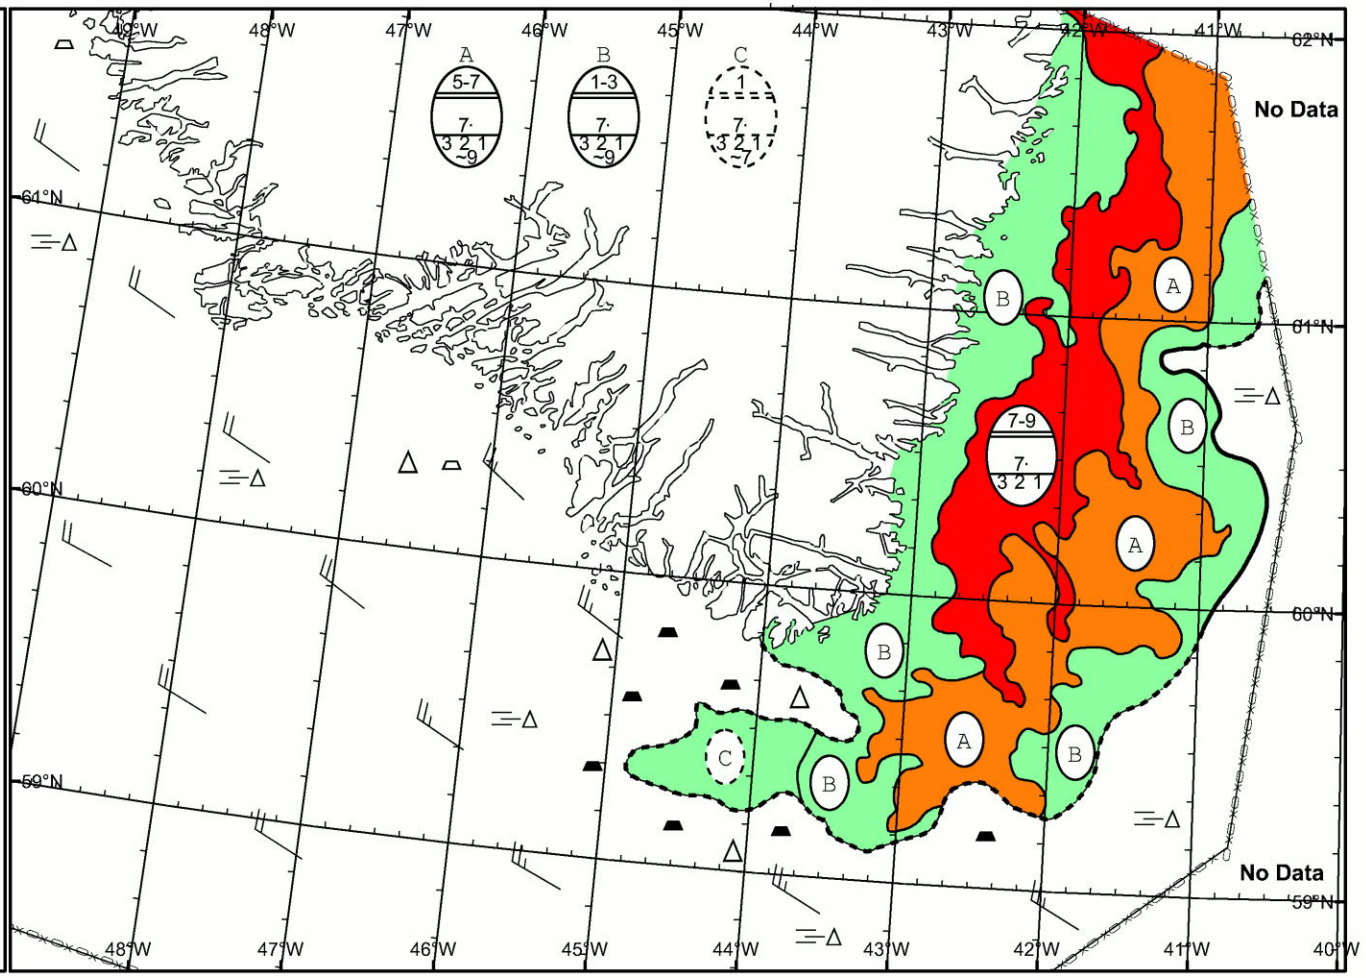 49°W 48°W 47°W 46°W 45°W 44°W 43°W 42°W 41°W
62°N
A B C
5-7 1-3 1
No Data
7· 7· 7·
3 2 1 3 2 1 3 2 1
~9 ~9 ~7
61°N
A
B
61°N
B
7-9
7·
3 2 1
60°N
A
60°N
B
A
B
C
B
59°N
No Data
59°N
48°W 47°W 46°W 45°W 44°W 43°W 42°W 41°W 40°W